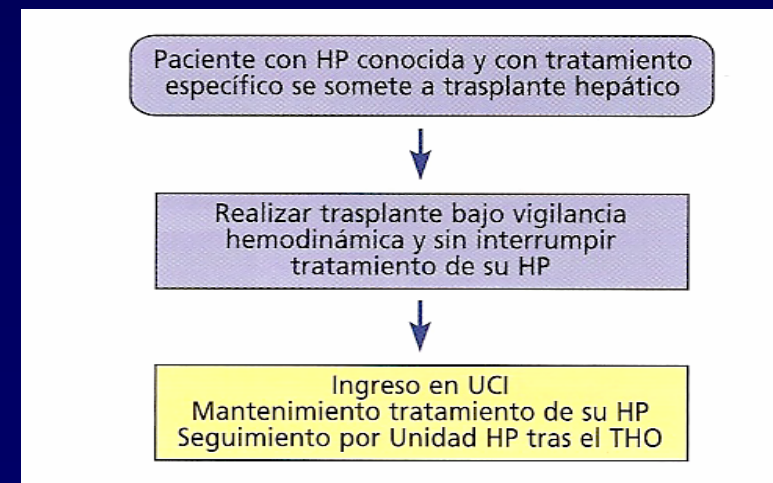 Paciente con HP conocida y con tratamiento
específico se somete a trasplante hepático
Realizar trasplante bajo vigilancia
hemodinámica y sin interrumpir
tratamiento de su HP
Ingreso en UCI
Mantenimiento tratamiento de su HP
Seguimiento por Unidad HP tras el THO